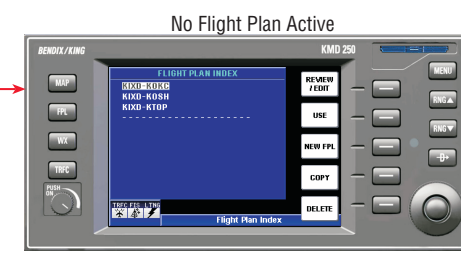 No Flight Plan Active
BENDIX/KING
KMD 250
MAP
FPL
WX
TRFC
PUSH
ON
FLIGHT PLAN INDEX
KIXD-KOKC
KIXD-KOSH
KIXD-KTOP
TRFC FIS LTNG
Flight Plan Index
REVIEW
/ EDIT
USE
NEW FPL
COPY
DELETE
MENU
RNG▲
RNG▼
D